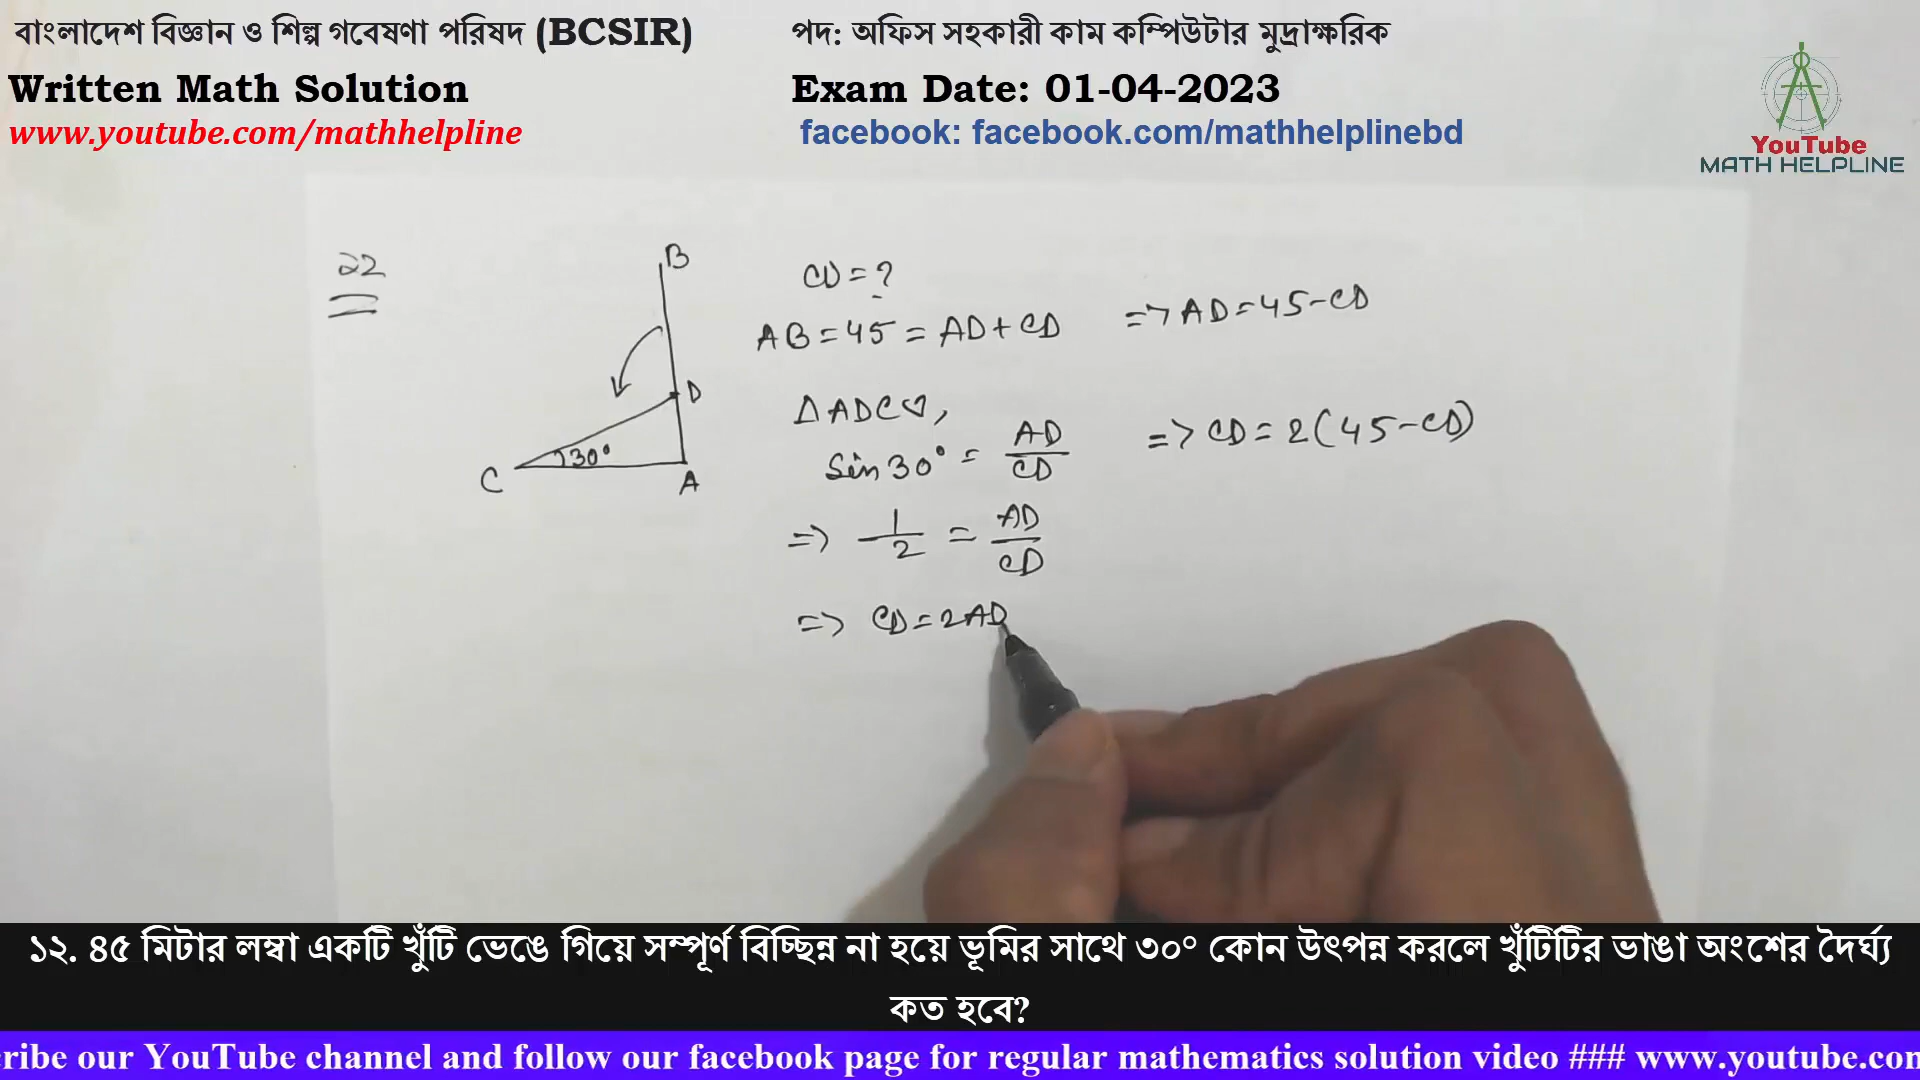 বাংলাদেশ বিজ্ঞান ও শিল্প গবেষণা পরিষদ (BCSIR)
পদ: অফিস সহকারী কাম কম্পিউটার মুদ্রাক্ষরিক
Written Math Solution
Exam Date: 01-04-2023
www.youtube.com/mathhelpline
facebook: facebook.com/mathhelplinebd
YouTube
MATH HELPLINE
১২
B
D
C
30°
A
CD = ?
AB = 45 = AD + CD
=> AD = 45 - CD
Δ ADC এ,
Sin 30° = AD/CD
=> 1/2 = AD/CD
=> CD = 2AD
=> CD = 2(45 - CD)
১২. ৪৫ মিটার লম্বা একটি খুঁটি ভেঙে গিয়ে সম্পূর্ণ বিচ্ছিন্ন না হয়ে ভূমির সাথে ৩০° কোন উৎপন্ন করলে খুঁটিটির ভাঙা অংশের দৈর্ঘ্য
কত হবে?
cribe our YouTube channel and follow our facebook page for regular mathematics solution video ### www.youtube.con